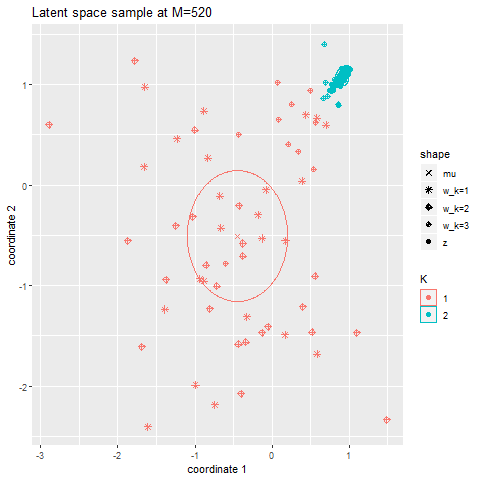 Latent space sample at M=520
coordinate 2
1
0
-1
-2
-3
-2
-1
0
1
coordinate 1
shape
mu
w_k=1
w_k=2
w_k=3
z
K
1
2